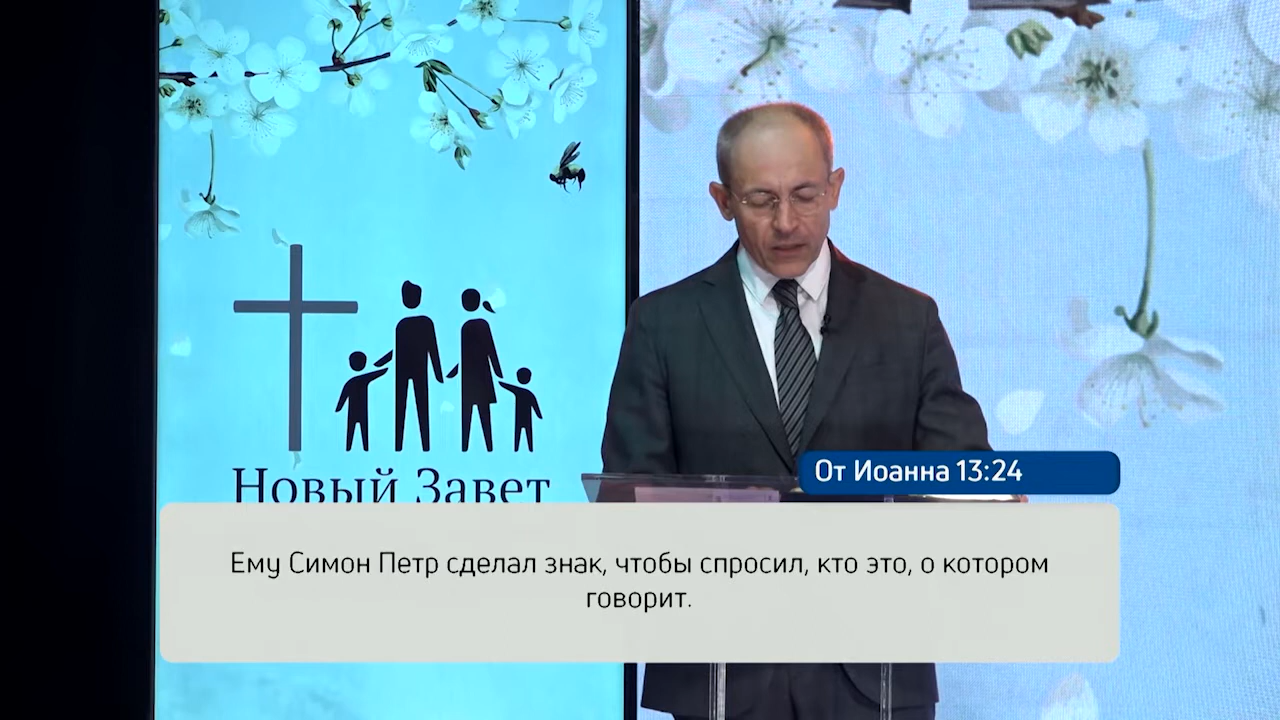 Новый Завет
От Иоанна 13:24
Ему Симон Петр сделал знак, чтобы спросил, кто это, о котором
говорит.